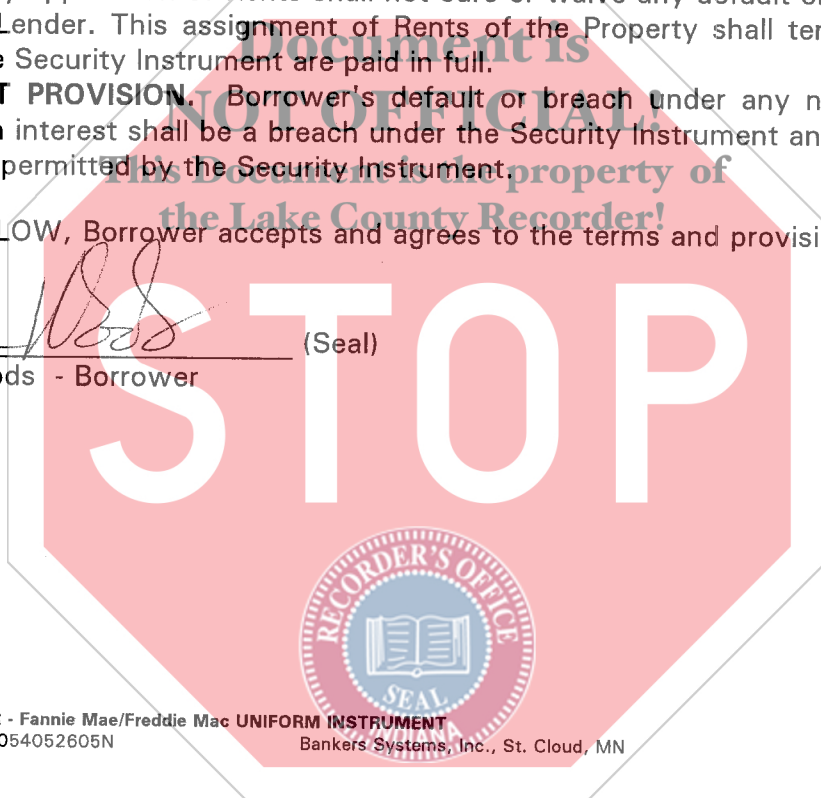 Lender. This assignment of Rents of the Property shall ter
Document is
Security Instrument are paid in full.
T PROVISION. Borrower's default or breach under any n
NOT OFFICIAL!
interest shall be a breach under the Security Instrument an
permitted by the Security Instrument.
This Document is the property of
the Lake County Recorder!
LOW, Borrower accepts and agrees to the terms and provisi
STOP
(Seal)
ods - Borrower
RECORDER'S OFFICE
SEAL
INDIANA
- Fannie Mae/Freddie Mac UNIFORM INSTRUMENT
054052605N Bankers Systems, Inc., St. Cloud, MN